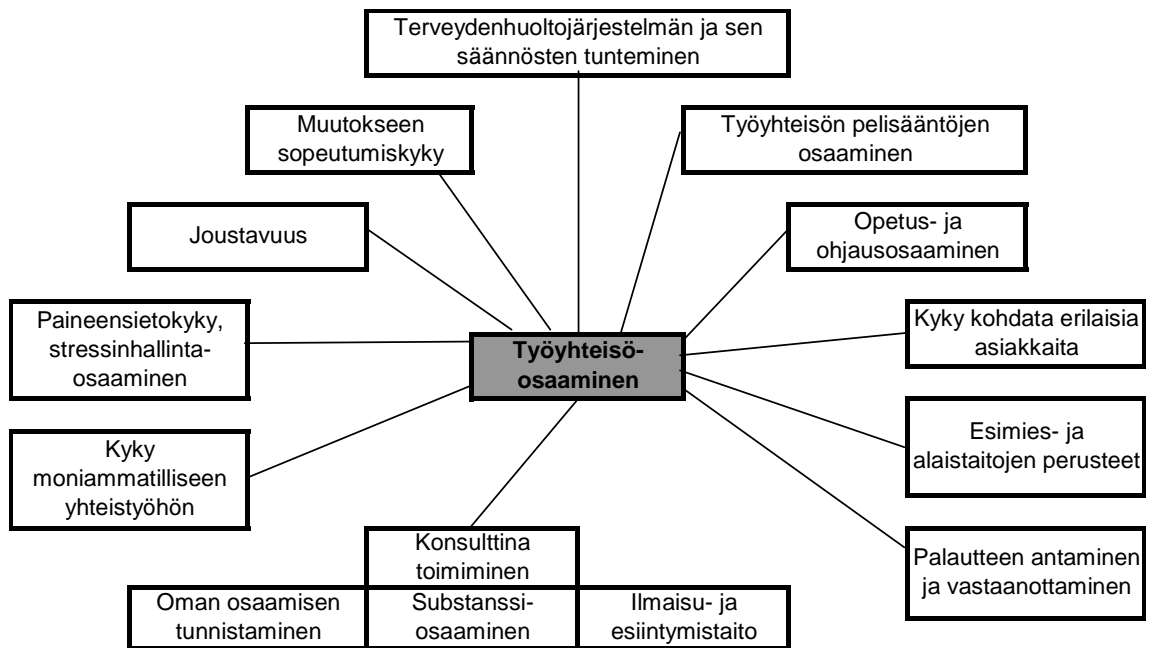 Terveydenhuoltojärjestelmän ja sen
säännösten tunteminen
Muutokseen
sopeutumiskyky
Työyhteisön pelisääntöjen
osaaminen
Joustavuus
Opetus- ja
ohjausosaaminen
Paineensietokyky,
stressinhallinta-
osaaminen
Työyhteisö-
osaaminen
Kyky kohdata erilaisia
asiakkaita
Kyky
moniammatilliseen
yhteistyöhön
Esimies- ja
alaistaitojen perusteet
Konsulttina
toimiminen
Palautteen antaminen
ja vastaanottaminen
Oman osaamisen
tunnistaminen
Substanssi-
osaaminen
Ilmaisu- ja
esiintymistaito